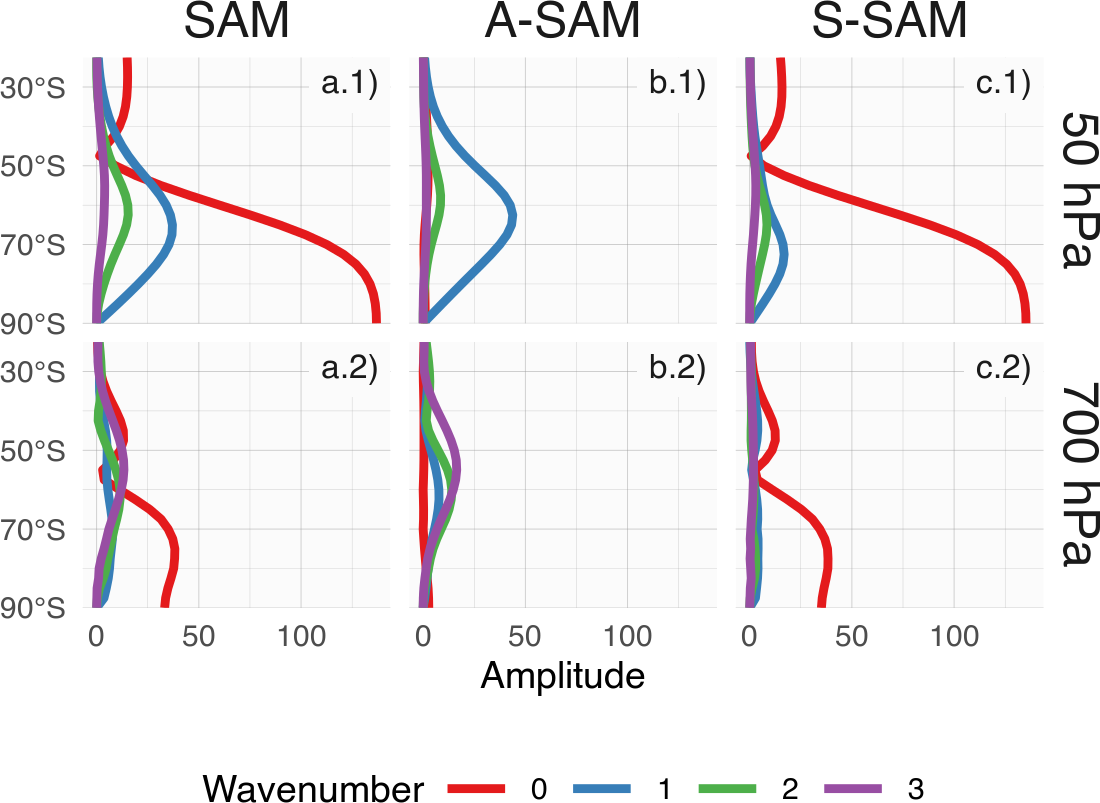 SAM A-SAM S-SAM
a.1) b.1) c.1)
30°S
50°S
70°S
90°S
50 hPa
a.2) b.2) c.2)
30°S
50°S
70°S
90°S
700 hPa
0 50 100 0 50 100 0 50 100
Amplitude
Wavenumber 0 1 2 3